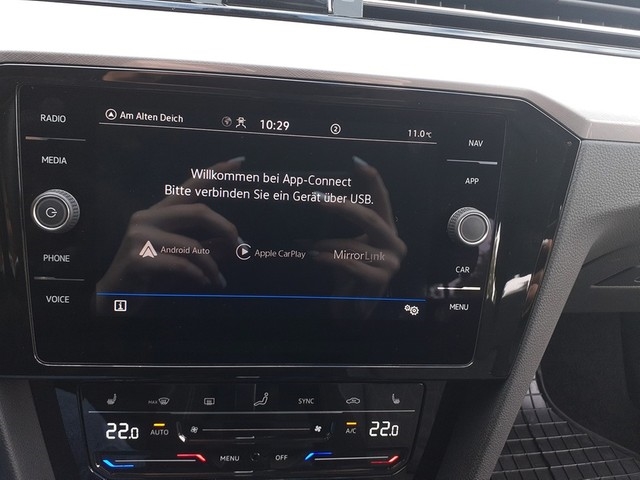 RADIO
MEDIA
PHONE
VOICE
Am Alten Deich
10:29
2
11.0°C
Willkommen bei App-Connect
Bitte verbinden Sie ein Gerät über USB.
Android Auto
Apple CarPlay
MirrorLink
NAV
APP
CAR
MENU
MAX
SYNC
22.0
AUTO
A/C
22.0
MENU
OFF